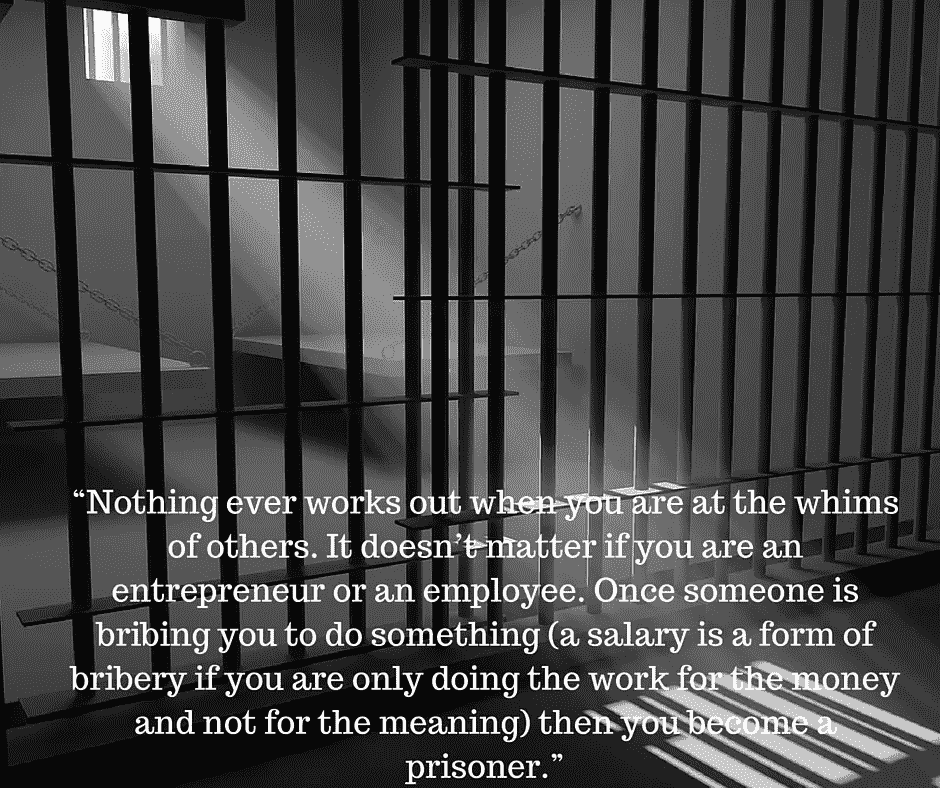 “Nothing ever works out when you are at the whims
of others. It doesn’t matter if you are an
entrepreneur or an employee. Once someone is
bribing you to do something (a salary is a form of
bribery if you are only doing the work for the money
and not for the meaning) then you become a
prisoner.”